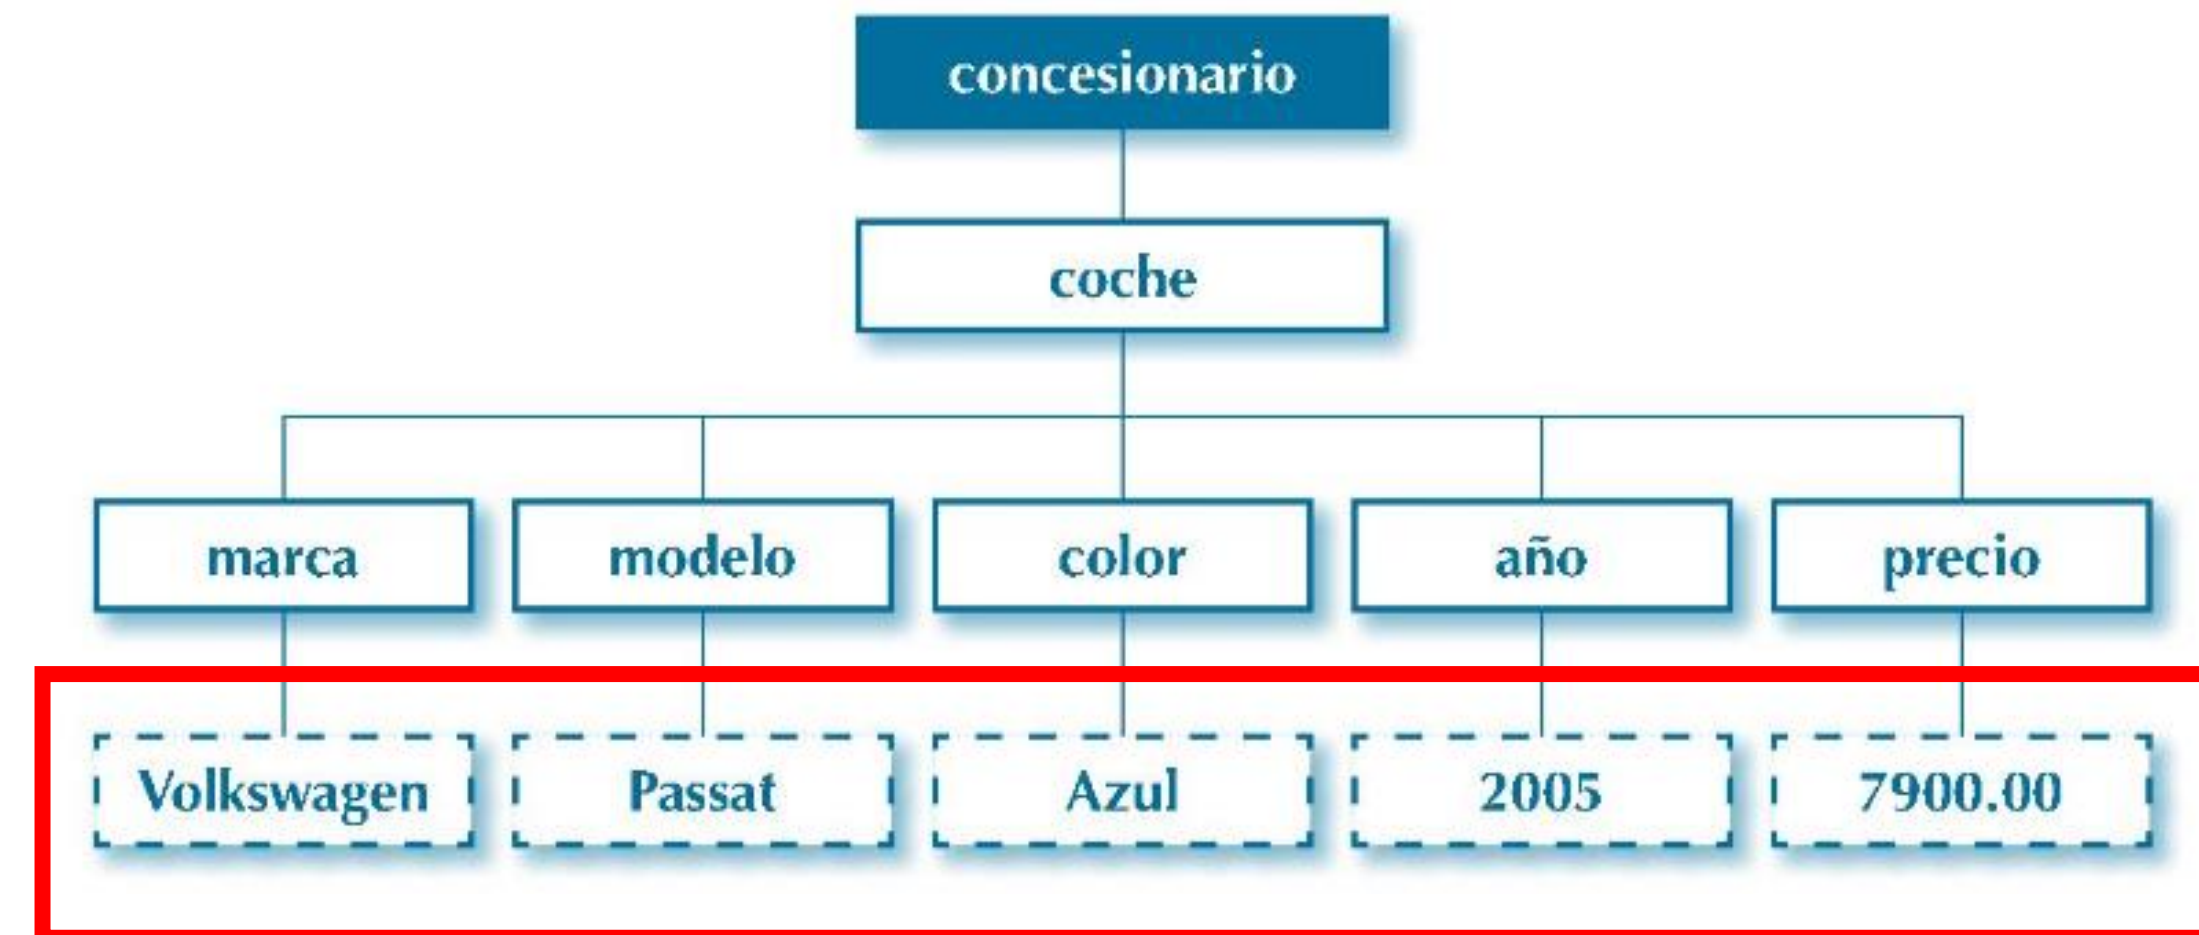 concesionario
coche
marca modelo color año precio
Volkswagen Passat Azul 2005 7900.00